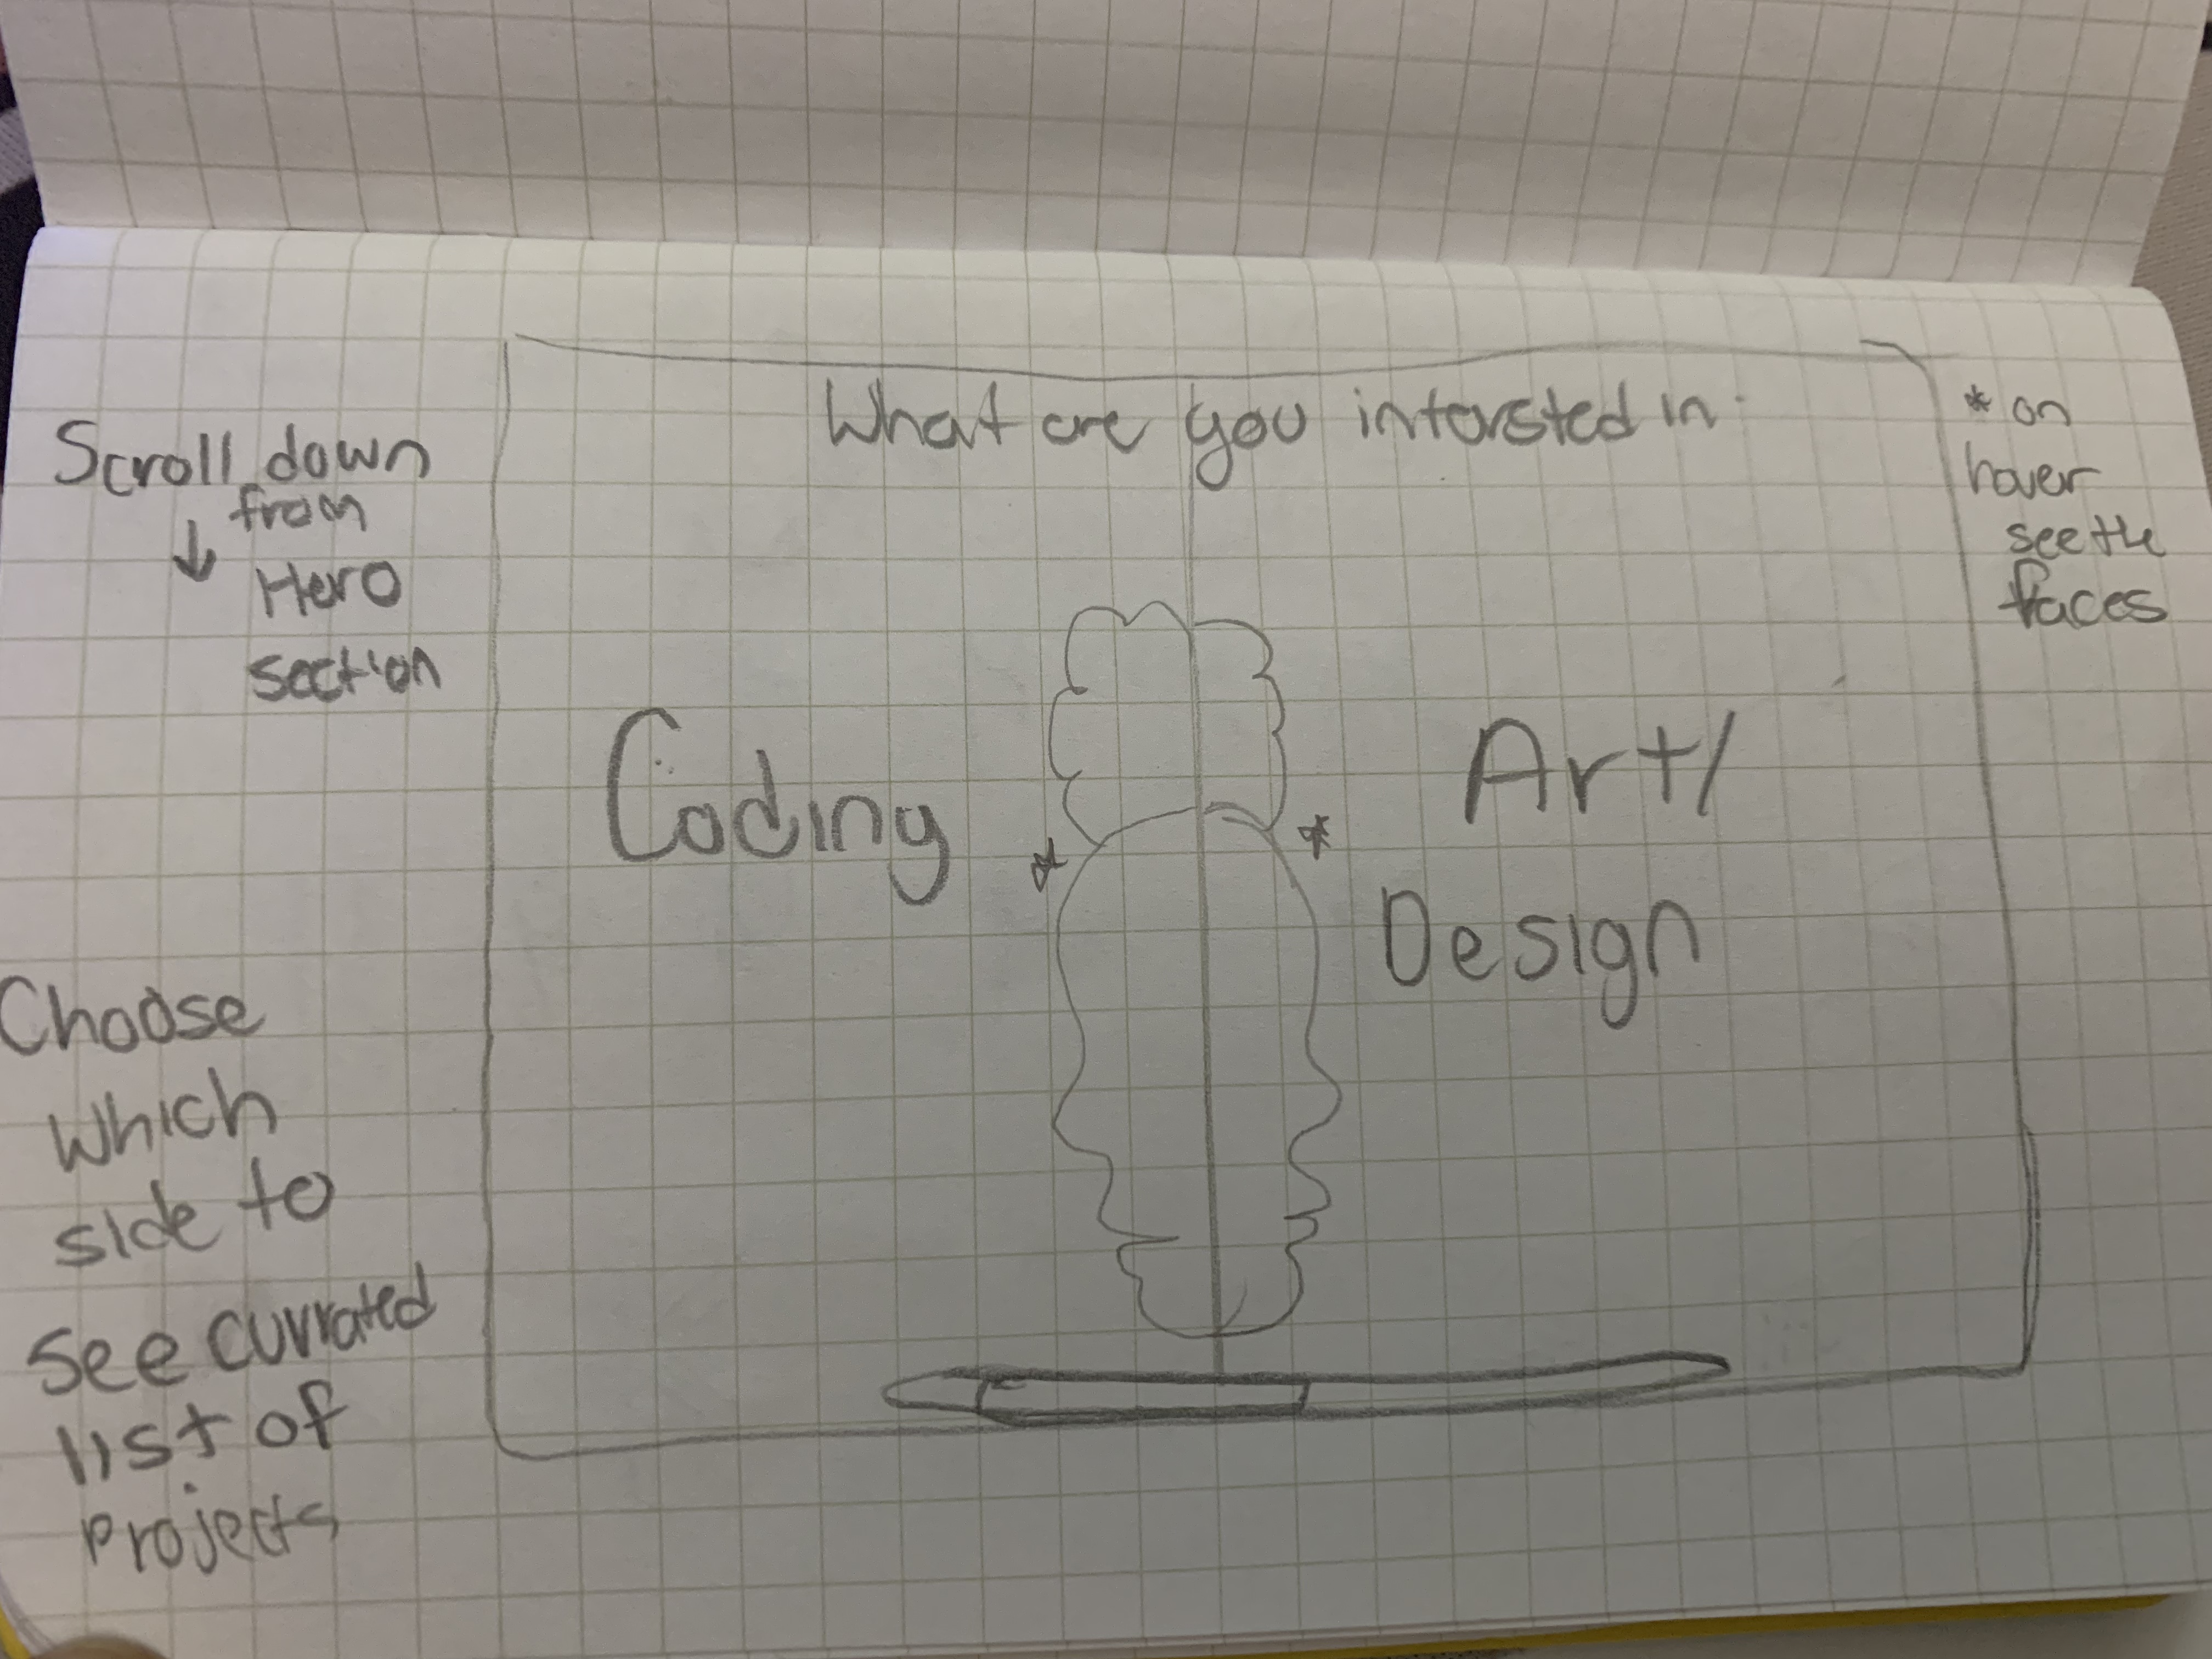 What are you intersted in
Scroll down
from
↓ Hero
section
* on
hover
see the
faces
Coding
Art/
Design
*
*
Choose
which
side to
see currated
list of
projects